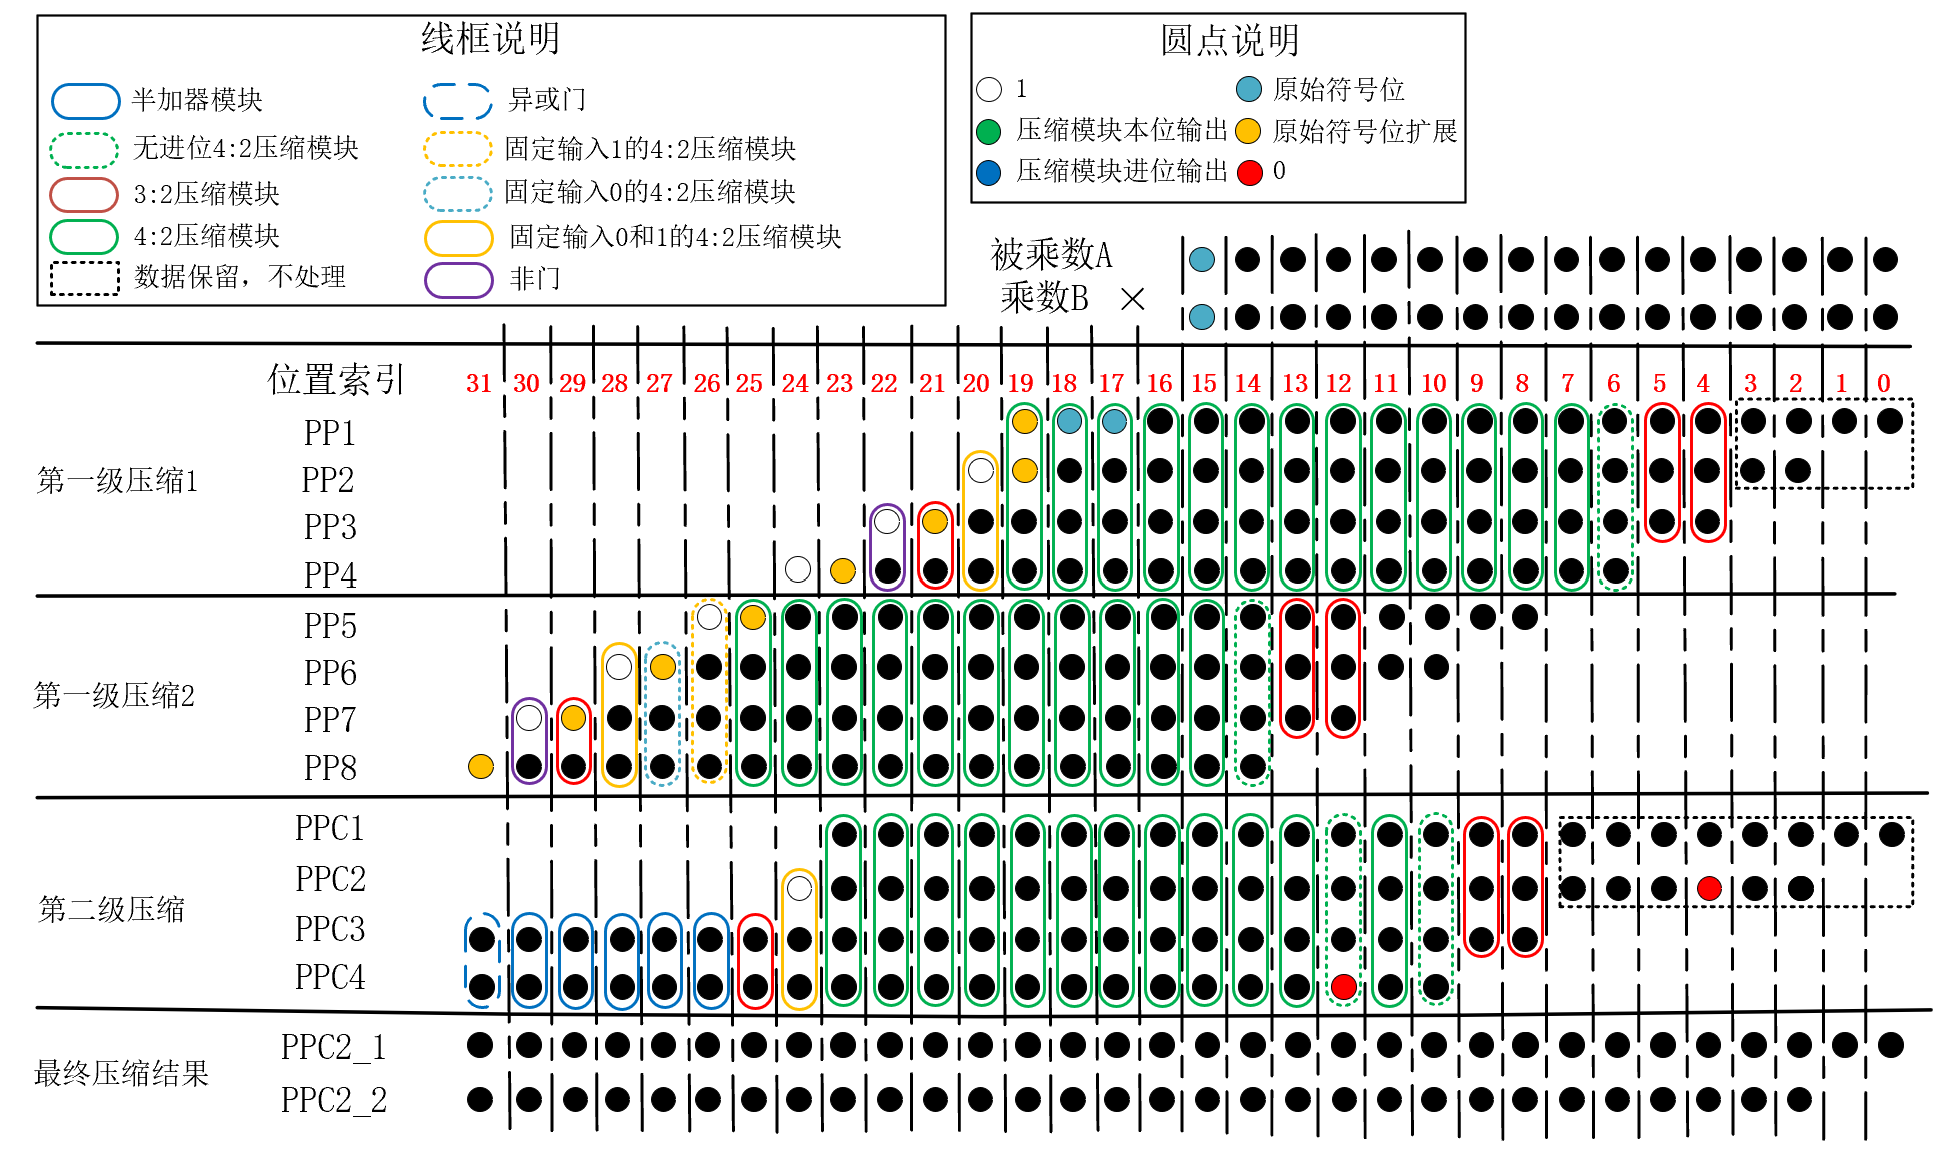 线框说明
半加器模块
异或门
无进位4:2压缩模块
固定输入1的4:2压缩模块
3:2压缩模块
固定输入0的4:2压缩模块
4:2压缩模块
固定输入0和1的4:2压缩模块
数据保留，不处理
非门
圆点说明
1
原始符号位
压缩模块本位输出
原始符号位扩展
压缩模块进位输出
0
被乘数A
乘数B ×
位置索引 31 30 29 28 27 26 25 24 23 22 21 20 19 18 17 16 15 14 13 12 11 10 9 8 7 6 5 4 3 2 1 0
第一级压缩1
PP1
PP2
PP3
PP4
第一级压缩2
PP5
PP6
PP7
PP8
第二级压缩
PPC1
PPC2
PPC3
PPC4
最终压缩结果
PPC2_1
PPC2_2